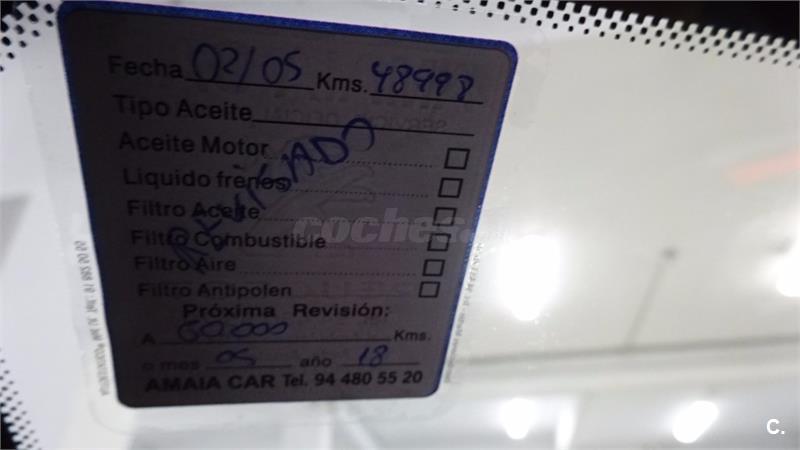 Fecha 02/05 Kms. 48998
Tipo Aceite
Aceite Motor
REVISADO
Liquido frenos
Filtro Aceite
coches.
Filtro Combustible
Filtro Aire
Filtro Antipolen
Próxima Revisión:
A 60.000 Kms.
o mes 05 año 18
AMAIA CAR Tel. 94 480 55 20
C.